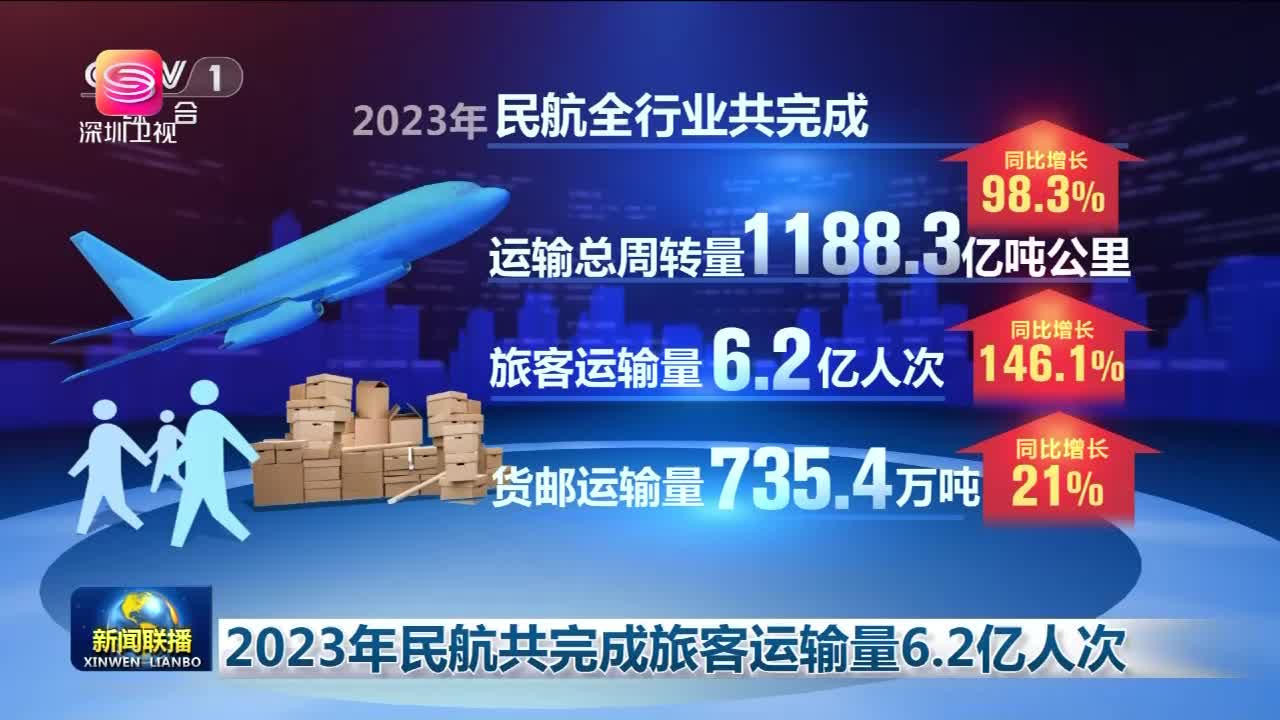 1
合
深圳卫视
2023年民航全行业共完成
同比增长
98.3%
运输总周转量1188.3亿吨公里
同比增长
146.1%
旅客运输量6.2亿人次
同比增长
21%
货邮运输量735.4万吨
新闻联播
XINWEN LIANBO
2023年民航共完成旅客运输量6.2亿人次